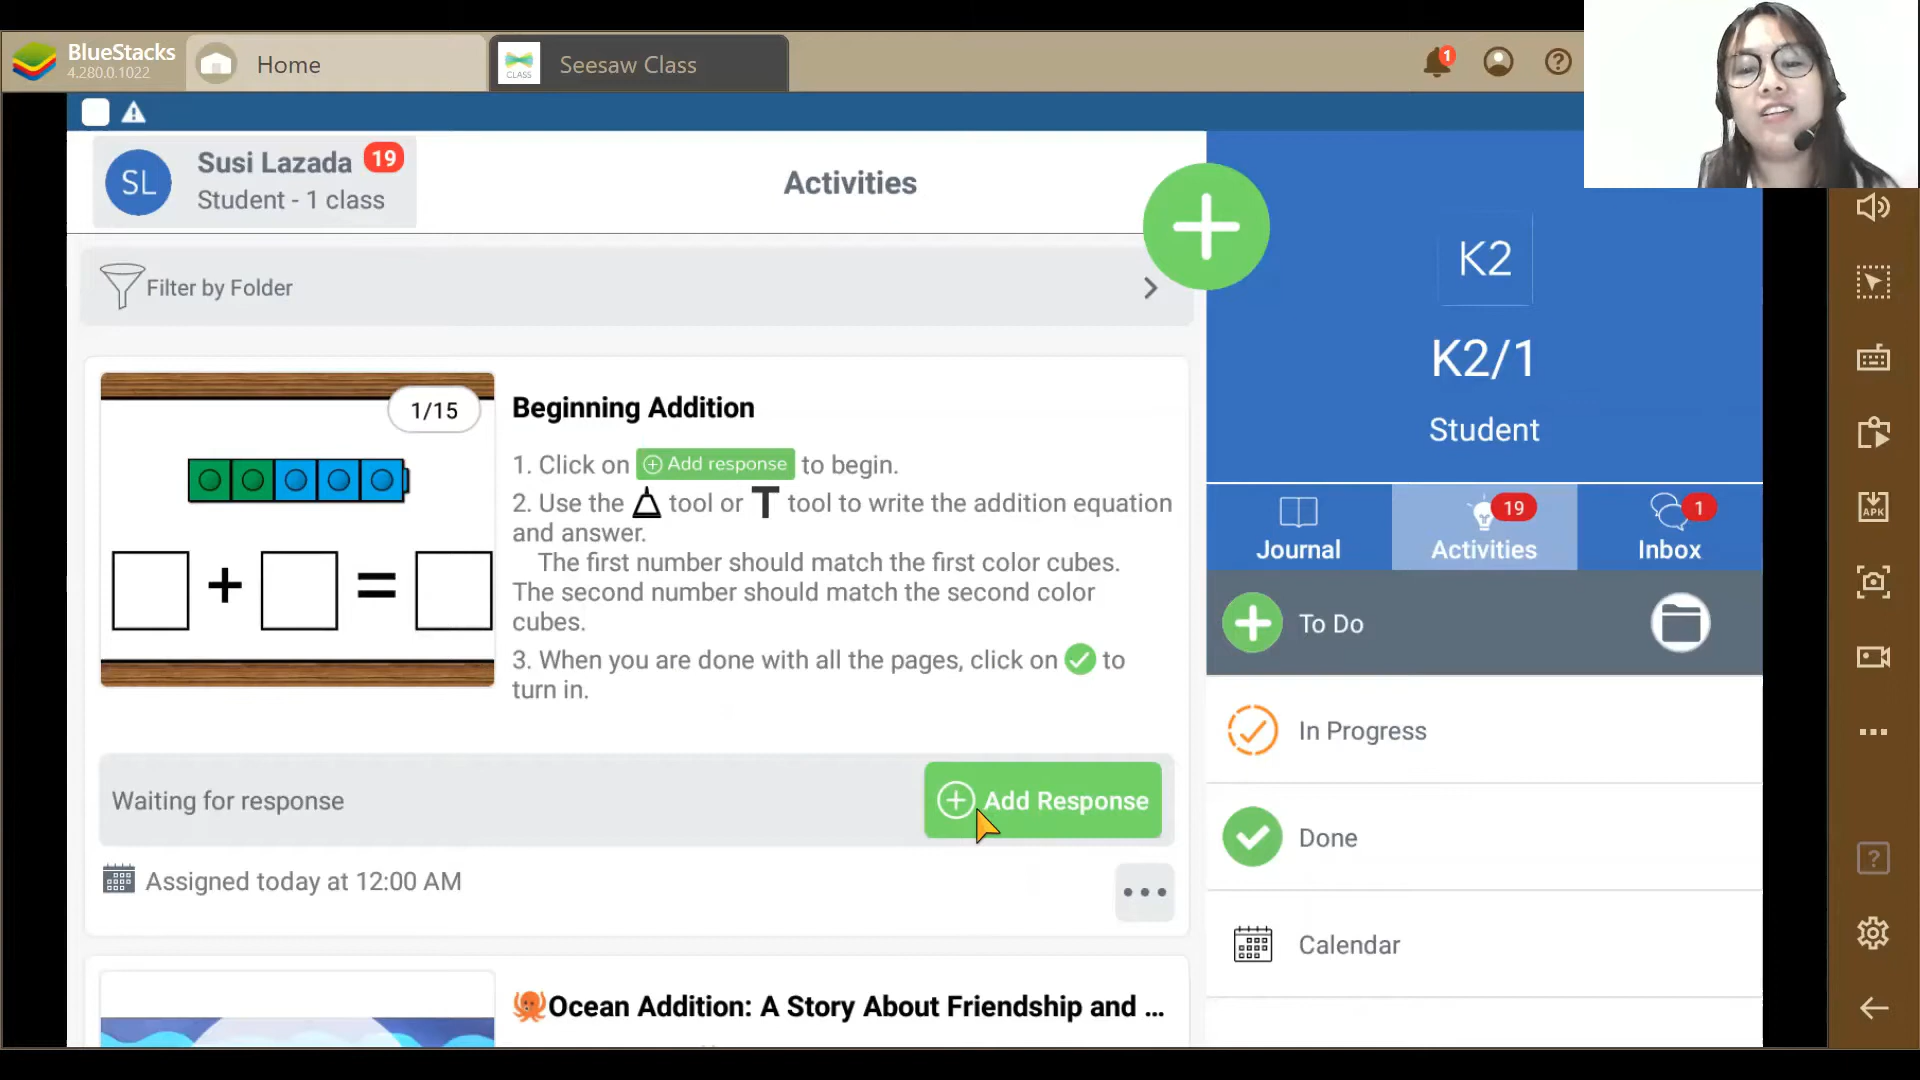 BlueStacks
4.280.0.1022
Home
CLASS
Seesaw Class
1
SL
Susi Lazada 19
Student - 1 class
Activities
Filter by Folder
1/15
+ =
Beginning Addition
1. Click on Add response to begin.
2. Use the tool or T tool to write the addition equation
and answer.
The first number should match the first color cubes.
The second number should match the second color
cubes.
3. When you are done with all the pages, click on to
turn in.
Waiting for response
Add Response
Assigned today at 12:00 AM
Ocean Addition: A Story About Friendship and ...
K2
K2/1
Student
Journal
19
Activities
1
Inbox
To Do
In Progress
Done
Calendar
APK